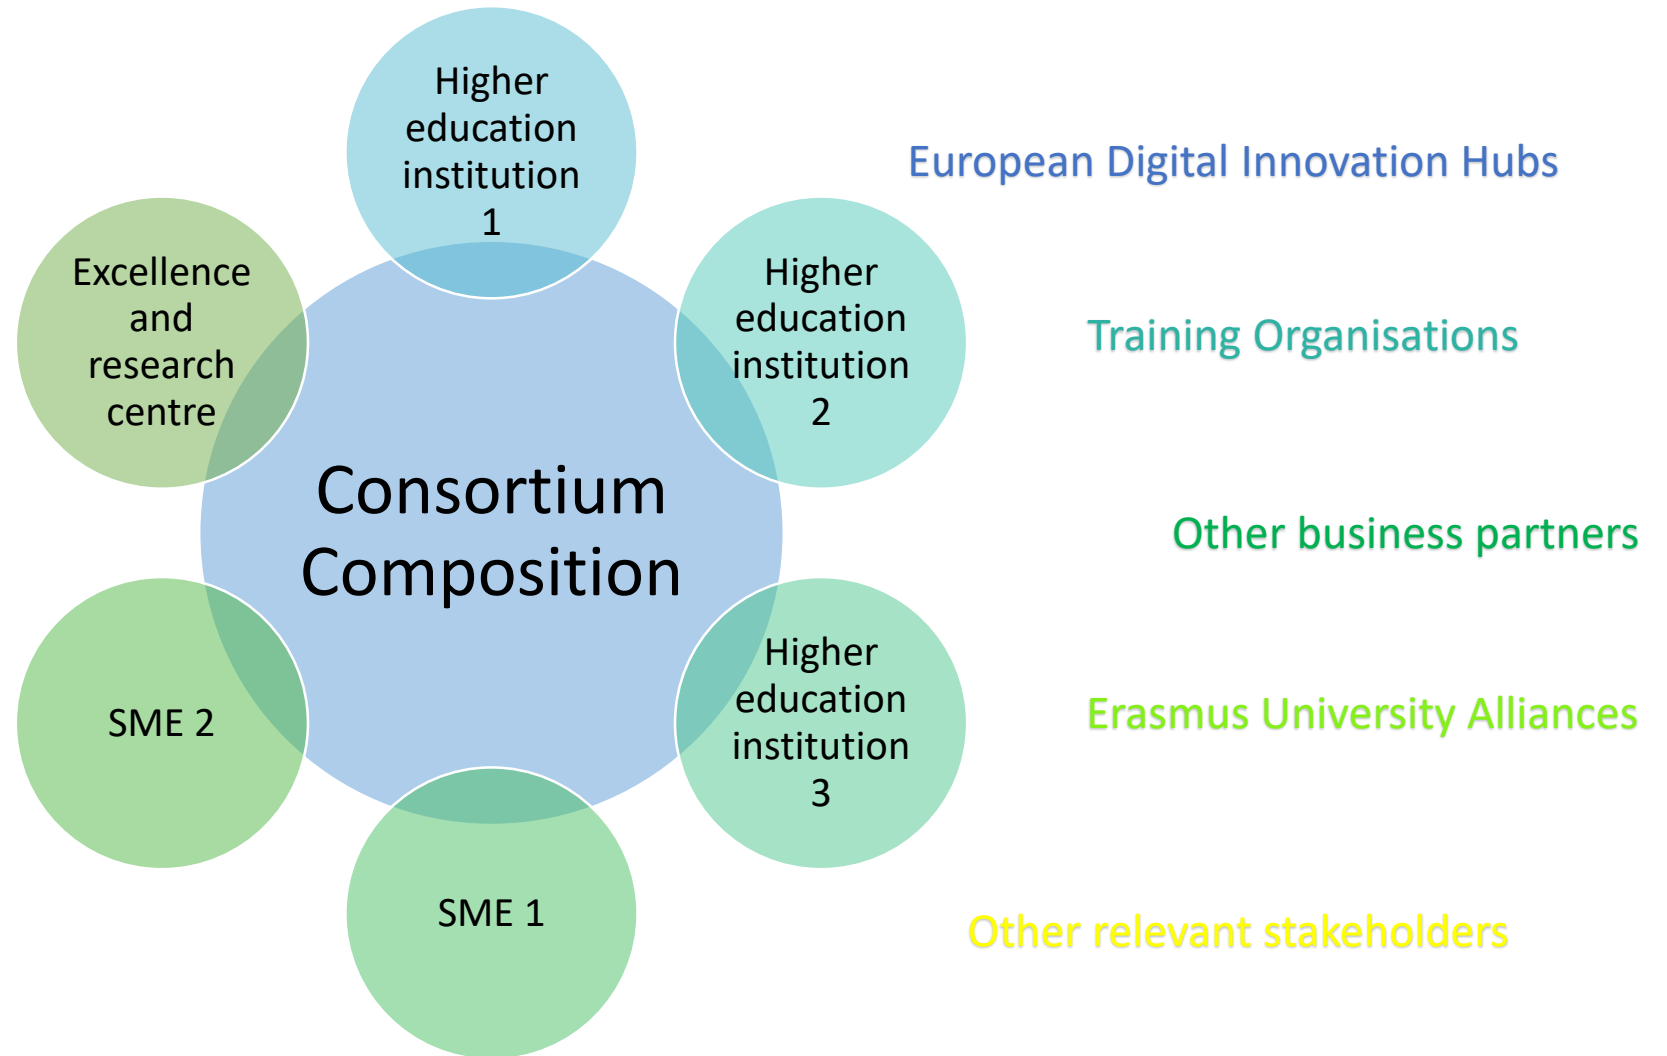 Higher
education
institution
1
Higher
education
institution
2
Higher
education
institution
3
SME 1
SME 2
Excellence
and
research
centre
Consortium
Composition
European Digital Innovation Hubs
Training Organisations
Other business partners
Erasmus University Alliances
Other relevant stakeholders